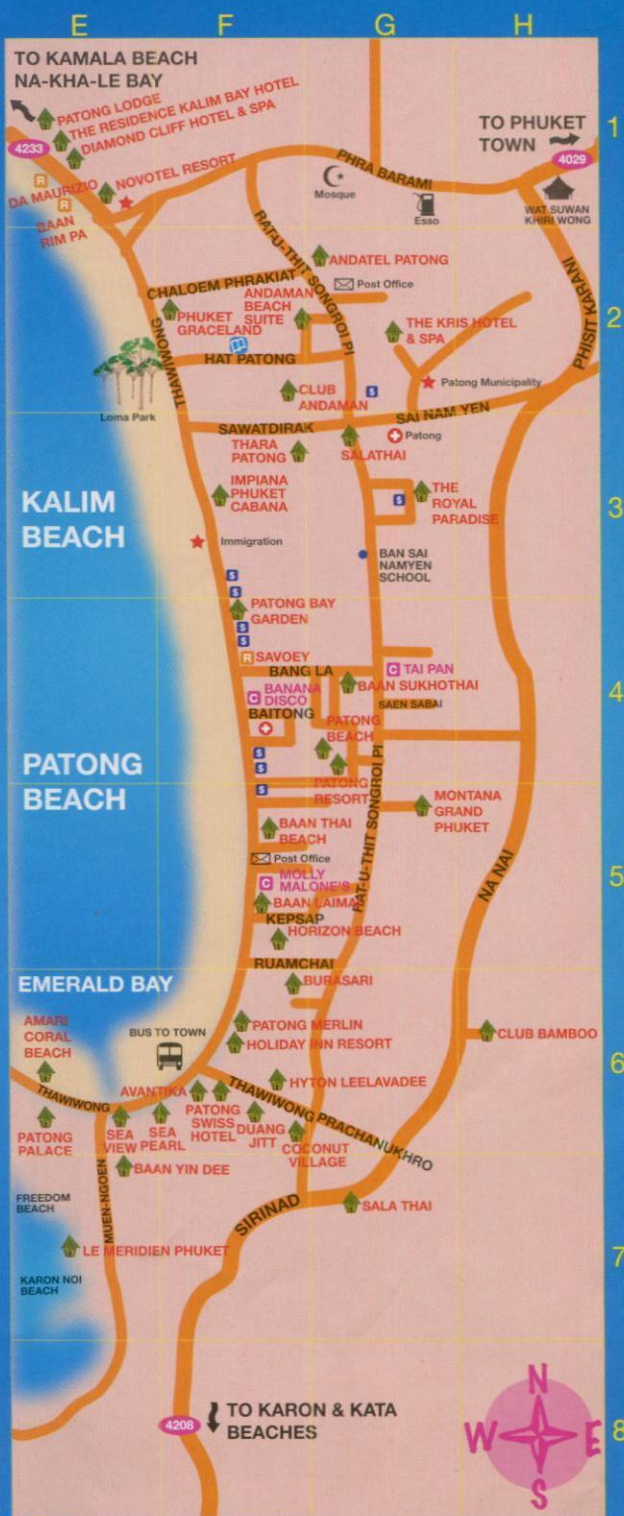 E F G H
TO KAMALA BEACH
NA-KHA-LE BAY
PATONG LODGE
THE RESIDENCE KALIM BAY HOTEL
DIAMOND CLIFF HOTEL & SPA
4233
1
TO PHUKET
TOWN
4029
R
DA MAURIZIO
NOVOTEL RESORT
R
BAAN
RIM PA
PHRA BARAMI
Mosque
Esso
WAT SUWAN
KHIRI WONG
RAT-U-THIT SONGROI PI
ANDATEL PATONG
CHALOEM PHRAKIAT
Post Office
ANDAMAN
BEACH
SUITE
PHUKET
GRACELAND
2
THE KRIS HOTEL
& SPA
PHISIT KARANI
THAWIWONG
HAT PATONG
Loma Park
CLUB
ANDAMAN
$
Patong Municipality
SAI NAM YEN
SAWATDIRAK
Patong
THARA
PATONG
SALATHAI
KALIM
BEACH
IMPIANA
PHUKET
CABANA
$
THE
ROYAL
PARADISE
3
Immigration
BAN SAI
NAMYEN
SCHOOL
$
$
PATONG BAY
GARDEN
$
$
R SAVOEY
BANG LA
C TAI PAN
C BANANA
DISCO
BAAN SUKHOTHAI
4
BAITONG
SAEN SABAI
PATONG
BEACH
$
$
PATONG
BEACH
$
PATONG
RESORT
RAT-U-THIT SONGROI PI
MONTANA
GRAND
PHUKET
BAAN THAI
BEACH
Post Office
C MOLLY
MALONE'S
NA NAI
5
BAAN LAIMAI
KEPSAP
HORIZON BEACH
RUAMCHAI
EMERALD BAY
BURASARI
AMARI
CORAL
BEACH
BUS TO TOWN
PATONG MERLIN
HOLIDAY INN RESORT
CLUB BAMBOO
6
THAWIWONG
AVANTIKA
HYTON LEELAVADEE
THAWIWONG PRACHANUKHRO
PATONG
PALACE
SEA
VIEW
SEA
PEARL
PATONG
SWISS
HOTEL
DUANG
JITT
COCONUT
VILLAGE
BAAN YIN DEE
MUEN-NGOEN
FREEDOM
BEACH
SIRINAD
SALA THAI
LE MERIDIEN PHUKET
7
KARON NOI
BEACH
4208
TO KARON & KATA
BEACHES
N
W E
S
8